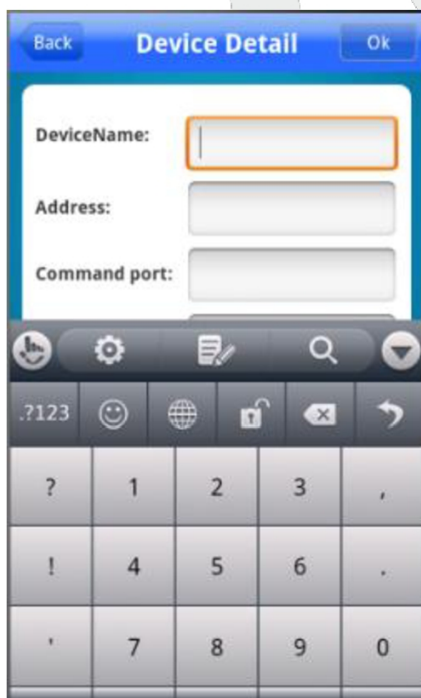 Back Device Detail Ok
DeviceName:
Address:
Command port:
.?123
? 1 2 3 ,
! 4 5 6 .
' 7 8 9 0